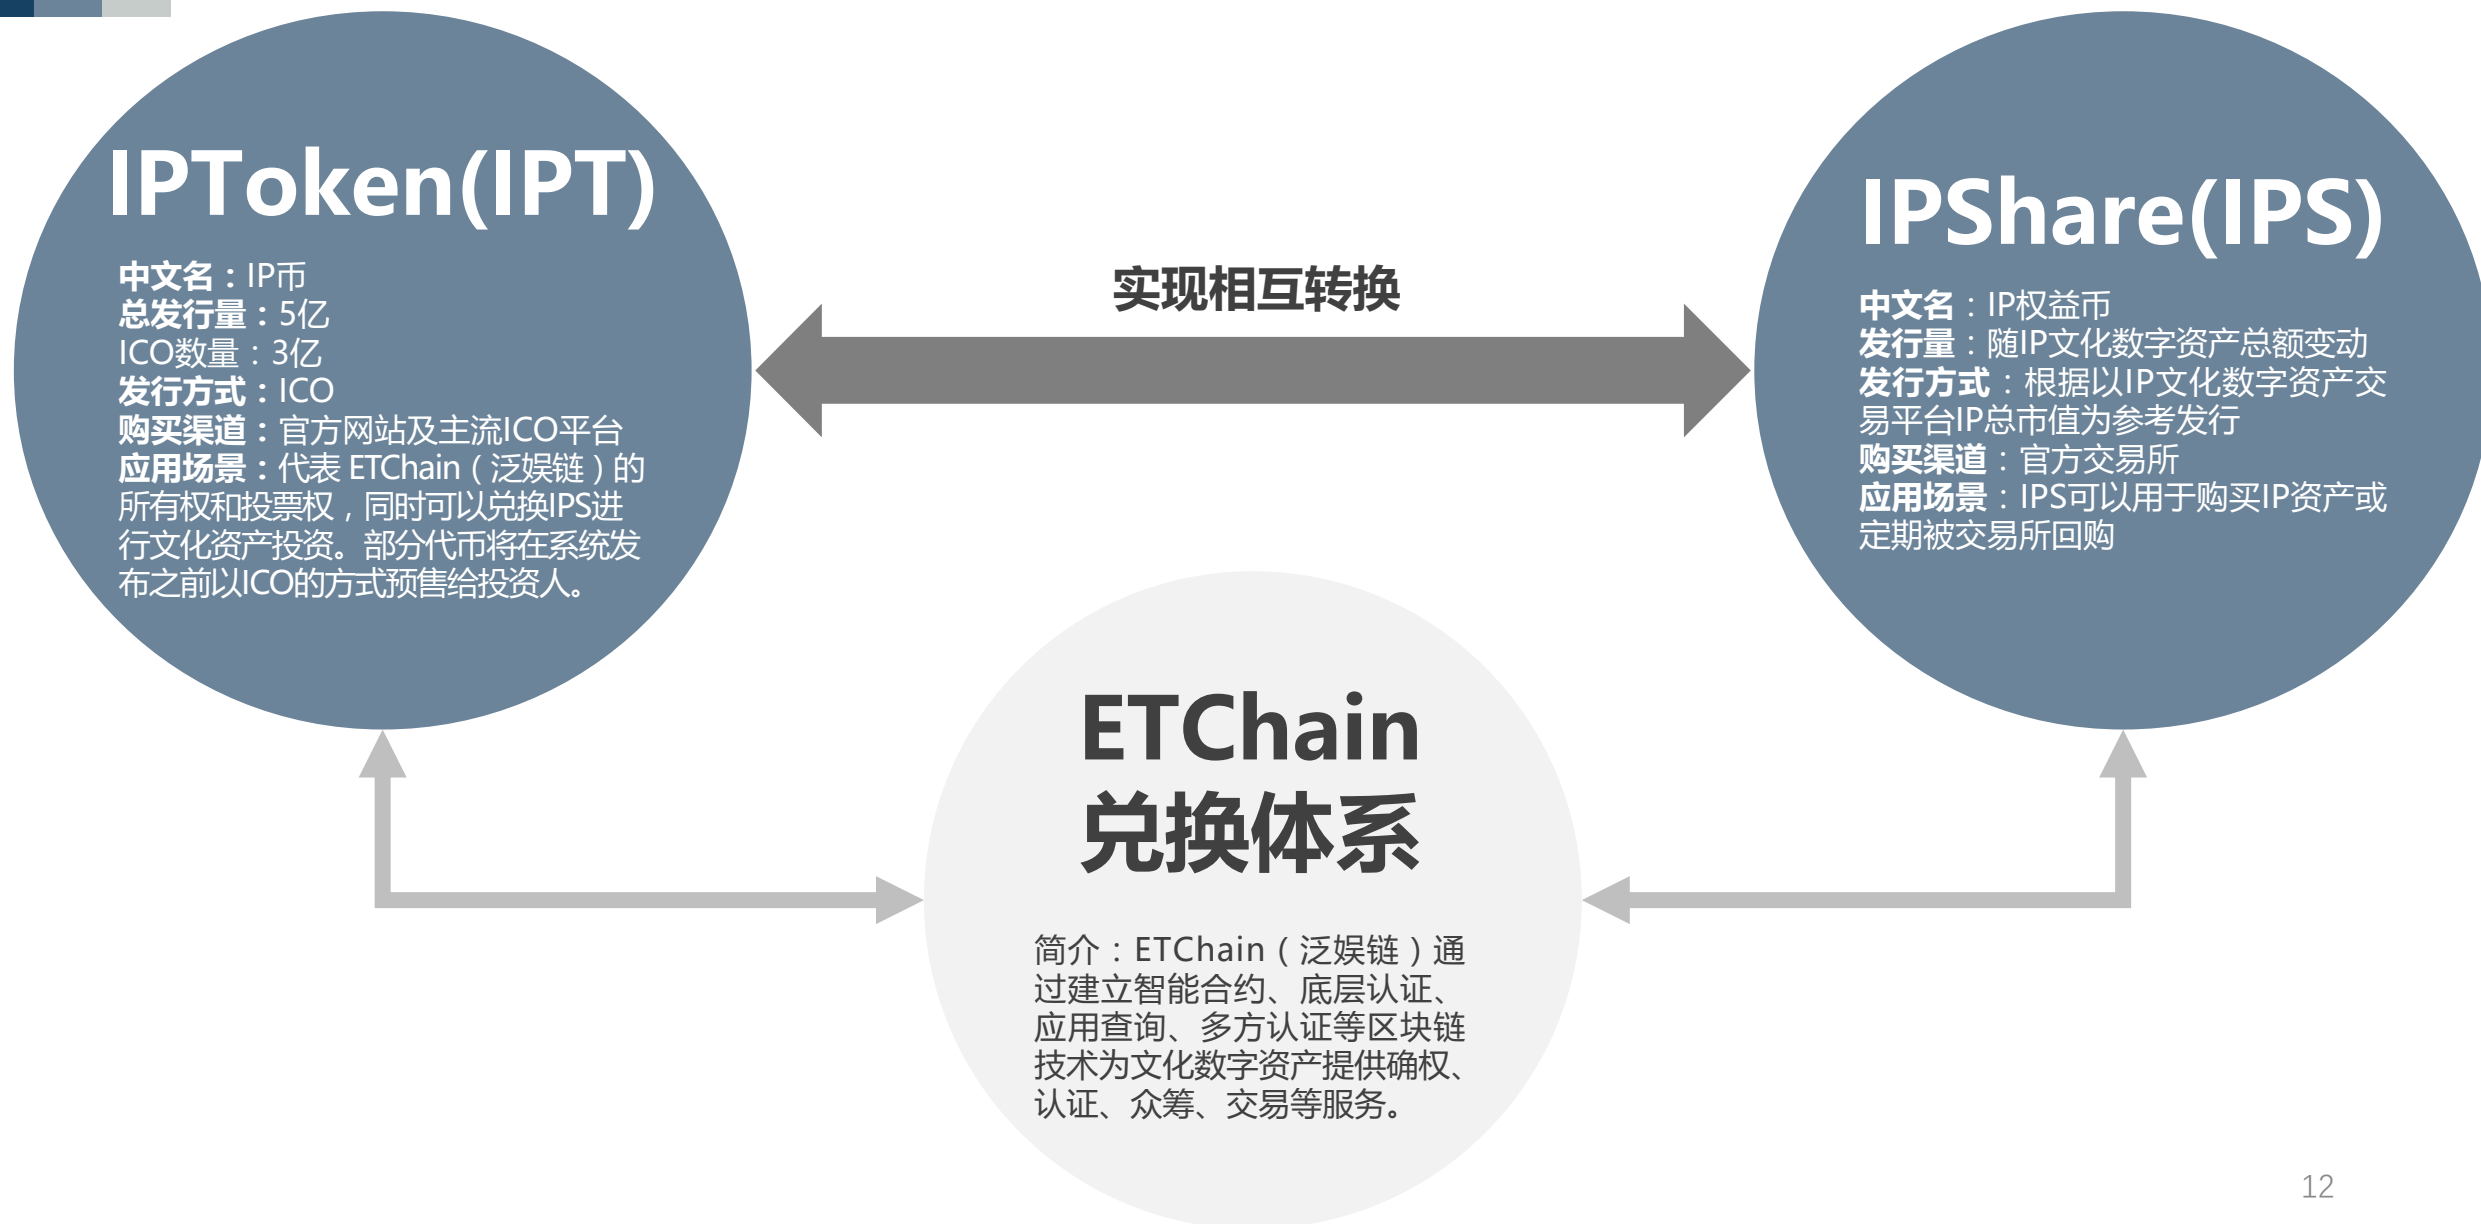 IPToken(IPT)
中文名：IP币
总发行量：5亿
ICO数量：3亿
发行方式：ICO
购买渠道：官方网站及主流ICO平台
应用场景：代表 ETChain（泛娱链）的
所有权和投票权，同时可以兑换IPS进
行文化资产投资。部分代币将在系统发
布之前以ICO的方式预售给投资人。
实现相互转换
IPShare(IPS)
中文名：IP权益币
发行量：随IP文化数字资产总额变动
发行方式：根据以IP文化数字资产交
易平台IP总市值为参考发行
购买渠道：官方交易所
应用场景：IPS可以用于购买IP资产或
定期被交易所回购
ETChain
兑换体系
简介：ETChain（泛娱链）通
过建立智能合约、底层认证、
应用查询、多方认证等区块链
技术为文化数字资产提供确权、
认证、众筹、交易等服务。
12